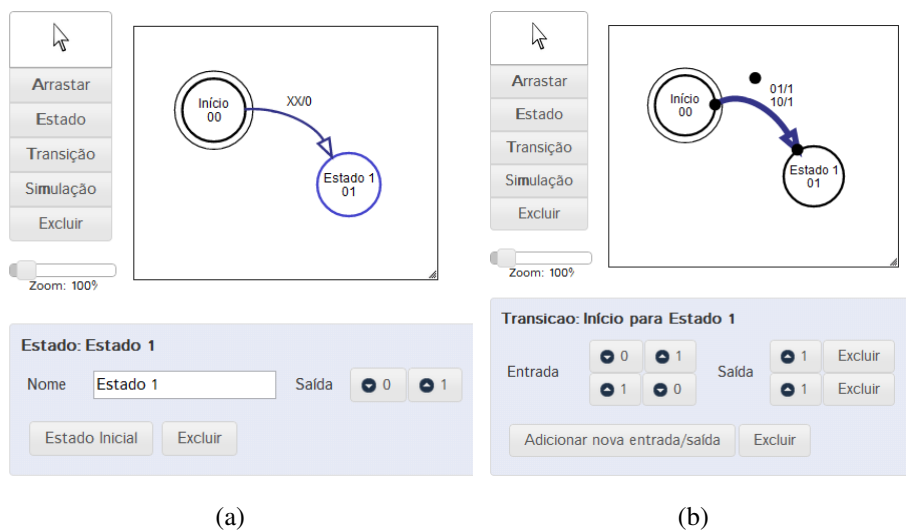 Arrastar
Estado
Transição
Simulação
Excluir
Zoom: 100%
Início
00
XX/0
Estado 1
01
Estado: Estado 1
Nome Estado 1 Saída 0 1
Estado Inicial Excluir
(a)
Arrastar
Estado
Transição
Simulação
Excluir
Zoom: 100%
Início
00
01/1
10/1
Estado 1
01
Transicao: Início para Estado 1
Entrada 0 1 Saída 1 Excluir
1 0 1 Excluir
Adicionar nova entrada/saída Excluir
(b)